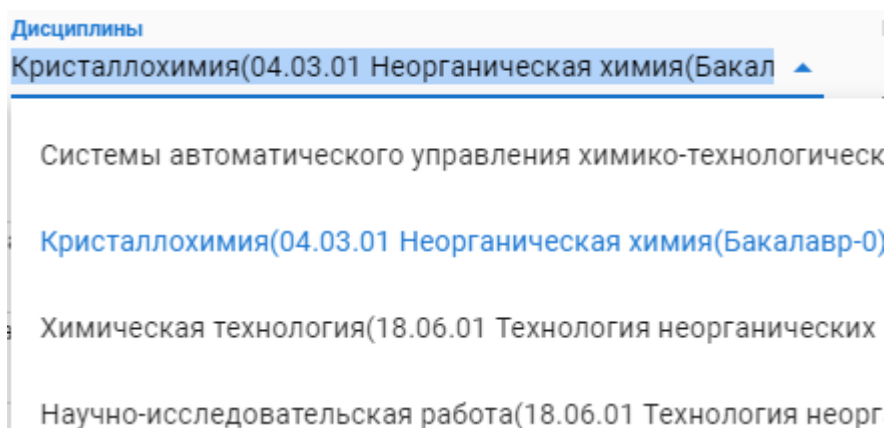 Дисциплины
Кристаллохимия(04.03.01 Неорганическая химия(Бакал
Системы автоматического управления химико-технологическ
Кристаллохимия(04.03.01 Неорганическая химия(Бакалавр-0)
Химическая технология(18.06.01 Технология неорганических
Научно-исследовательская работа(18.06.01 Технология неорг